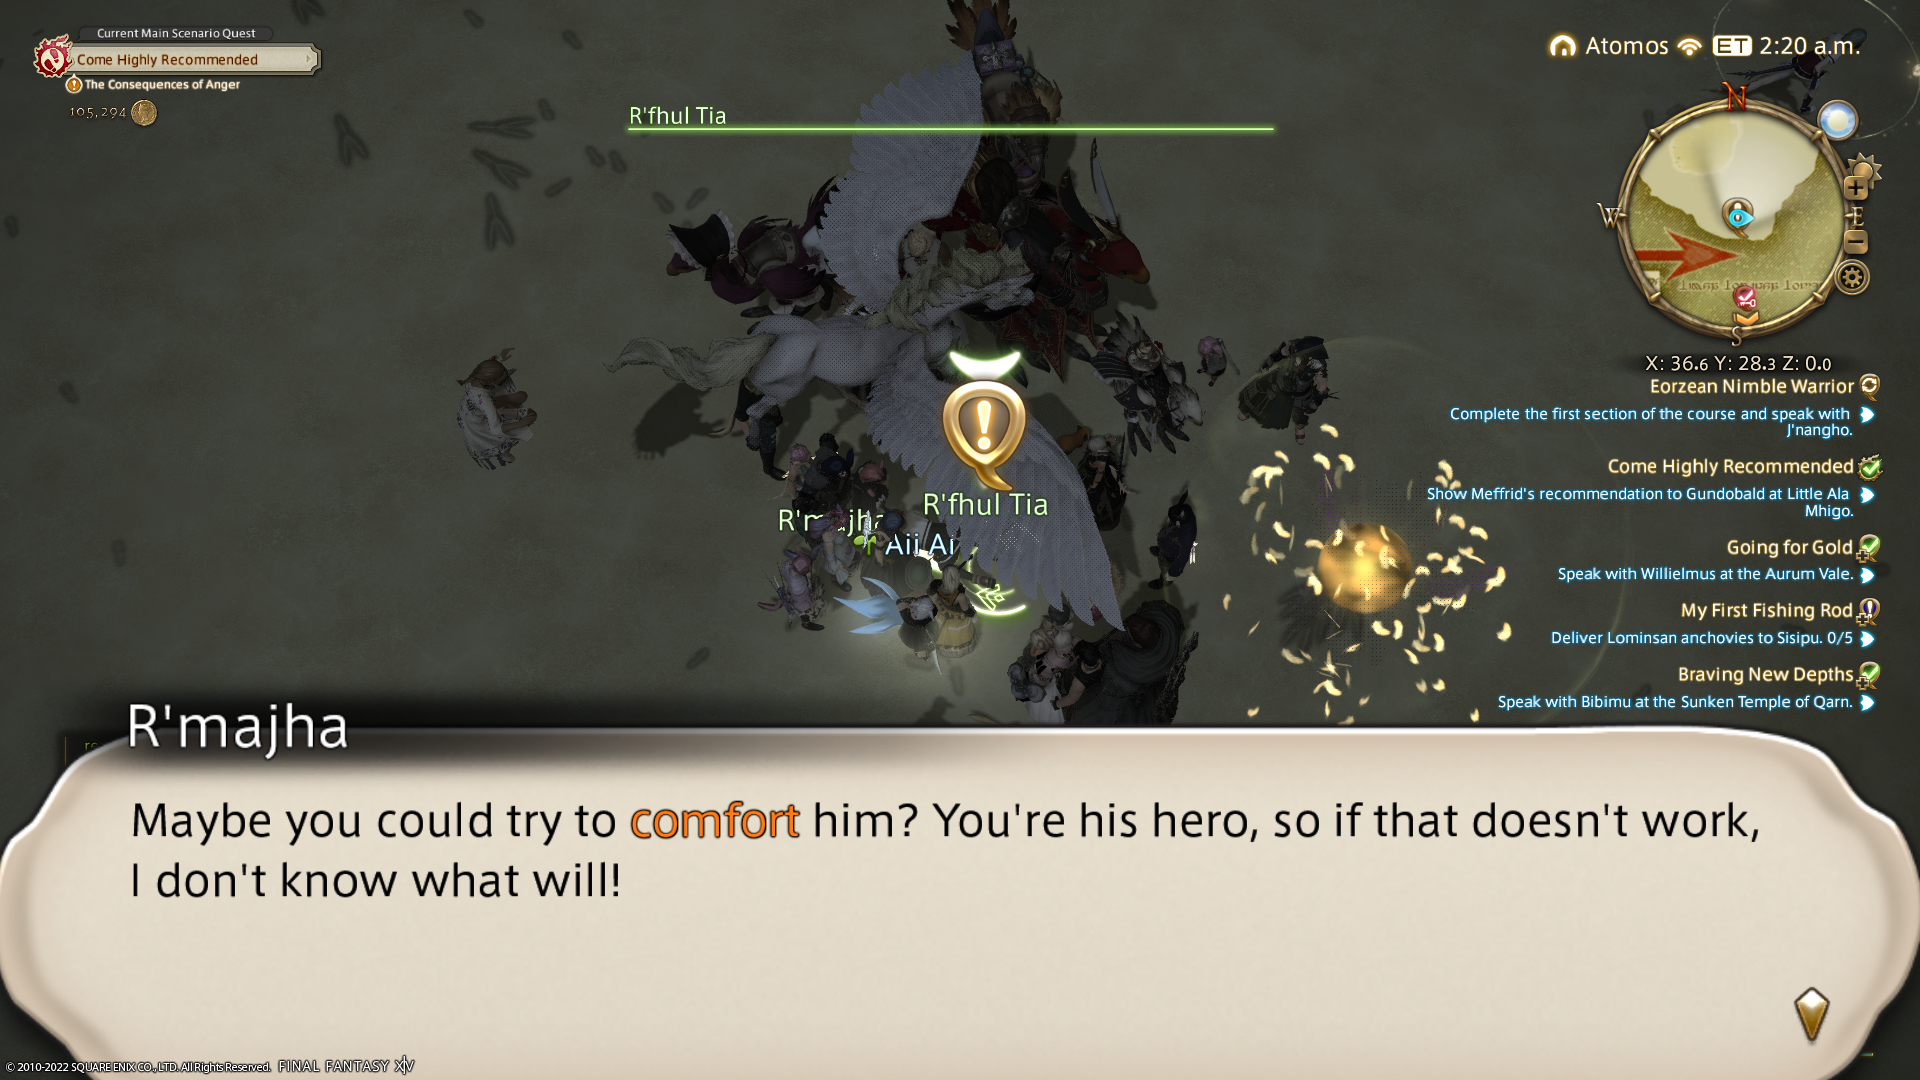 Current Main Scenario Quest
Come Highly Recommended
The Consequences of Anger
105,294
Atomos ET 2:20 a.m.
R'fhul Tia
N
W
E
S
X: 36.6 Y: 28.3 Z: 0.0
Eorzean Nimble Warrior
Complete the first section of the course and speak with
J'nangho.
Come Highly Recommended
Show Meffrid's recommendation to Gundobald at Little Ala
Mhigo.
Going for Gold
Speak with Willielmus at the Aurum Vale.
My First Fishing Rod
Deliver Lominsan anchovies to Sisipu. 0/5
Braving New Depths
Speak with Bibimu at the Sunken Temple of Qarn.
R'fhul Tia
R'majha
Aii Ai
R'majha
Maybe you could try to comfort him? You're his hero, so if that doesn't work,
I don't know what will!
© 2010-2022 SQUARE ENIX CO., LTD. All Rights Reserved. FINAL FANTASY XIV